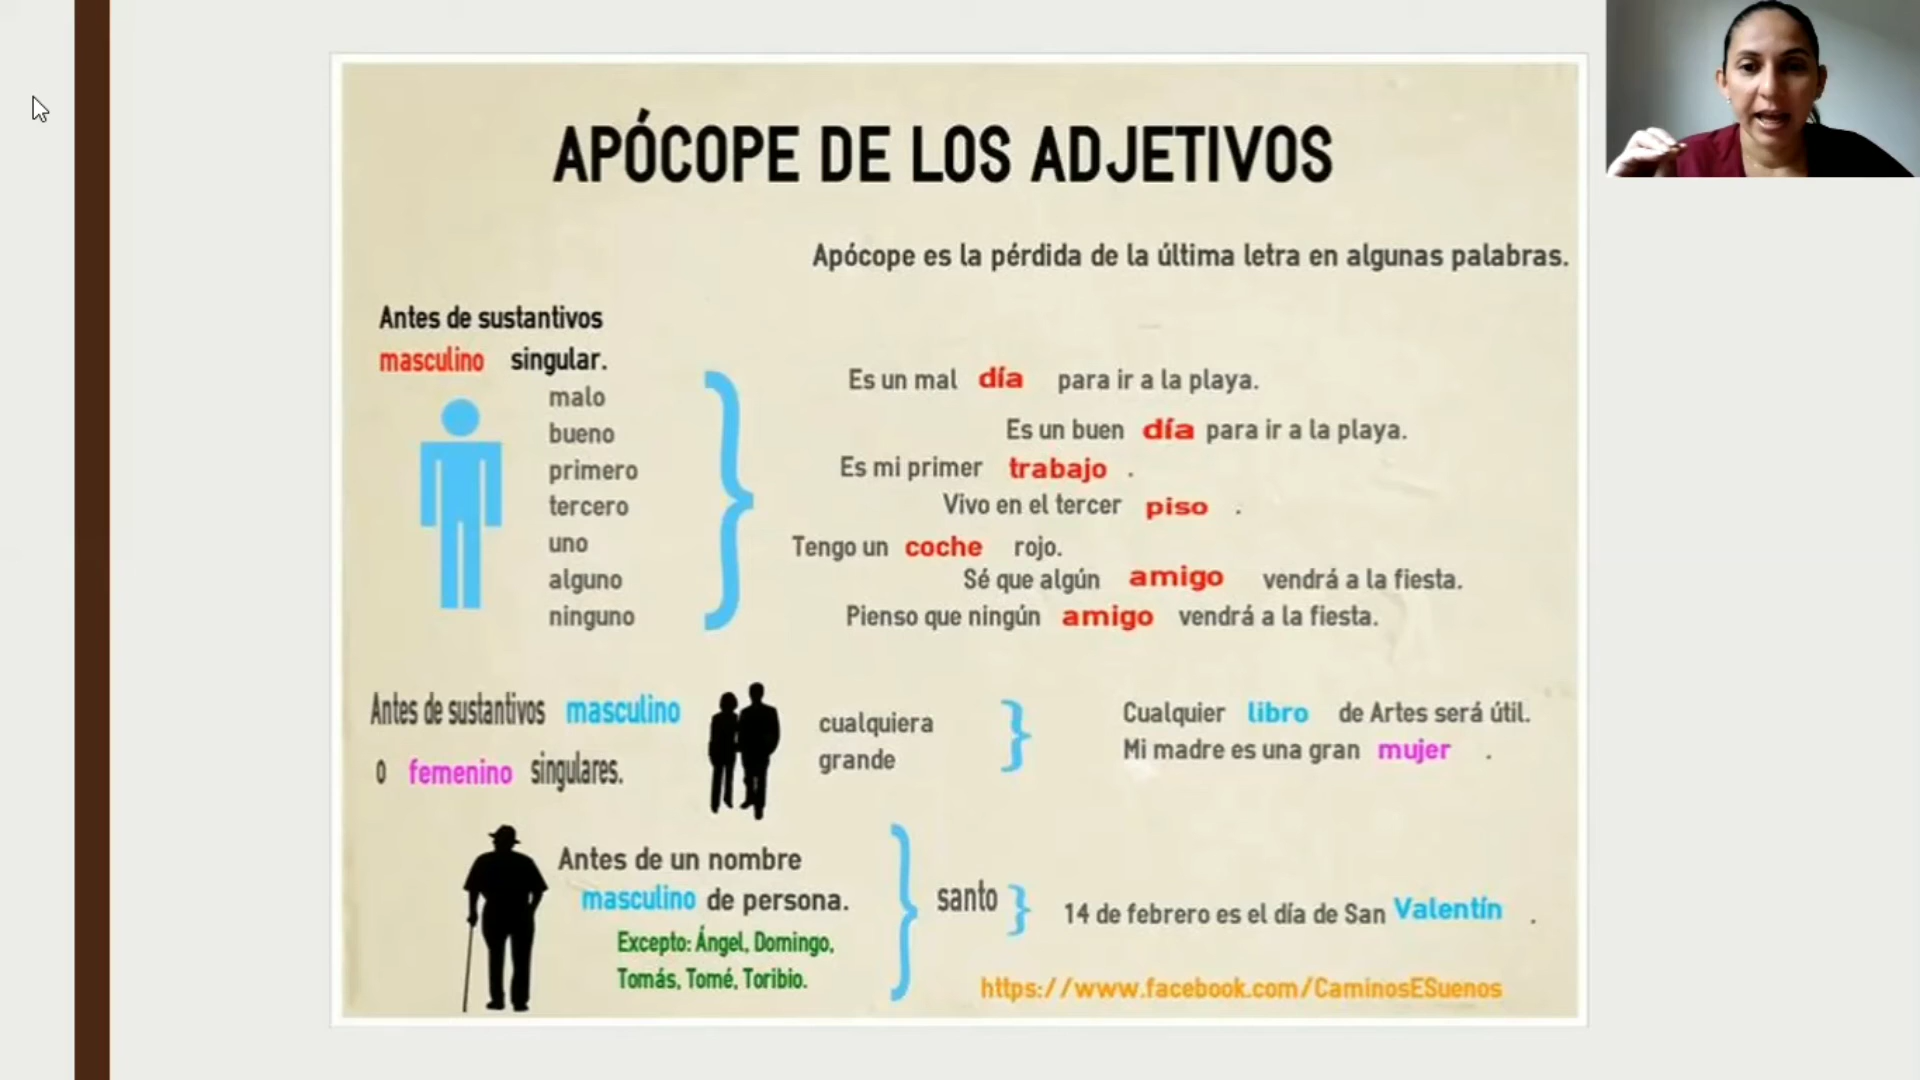 APÓCOPE DE LOS ADJETIVOS
Apócope es la pérdida de la última letra en algunas palabras.
Antes de sustantivos
masculino singular.
malo
bueno
primero
tercero
uno
alguno
ninguno
Es un mal día para ir a la playa.
Es un buen día para ir a la playa.
Es mi primer trabajo .
Vivo en el tercer piso .
Tengo un coche rojo.
Sé que algún amigo vendrá a la fiesta.
Pienso que ningún amigo vendrá a la fiesta.
Antes de sustantivos masculino
o femenino singulares.
cualquiera
grande
Cualquier libro de Artes será útil.
Mi madre es una gran mujer .
Antes de un nombre
masculino de persona.
Excepto: Ángel, Domingo,
Tomás, Tomé, Toribio.
santo
14 de febrero es el día de San Valentín .
https://www.facebook.com/CaminosESuenos